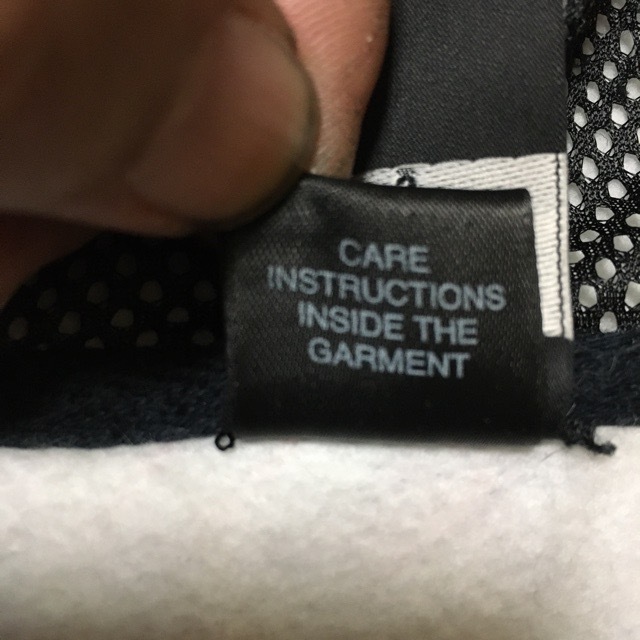 CARE
INSTRUCTIONS
INSIDE THE
GARMENT